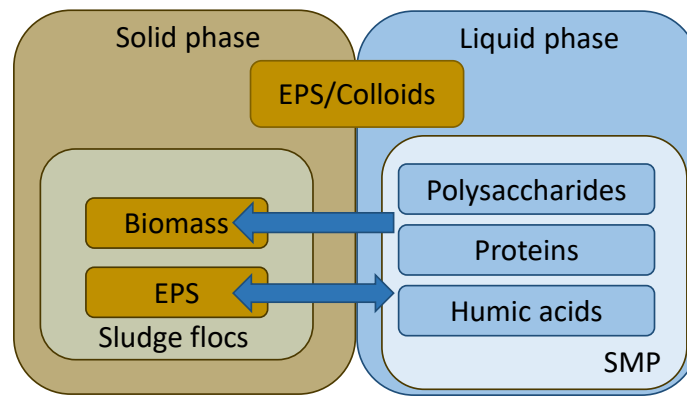 Solid phase
Liquid phase
EPS/Colloids
Biomass
EPS
Sludge flocs
Polysaccharides
Proteins
Humic acids
SMP